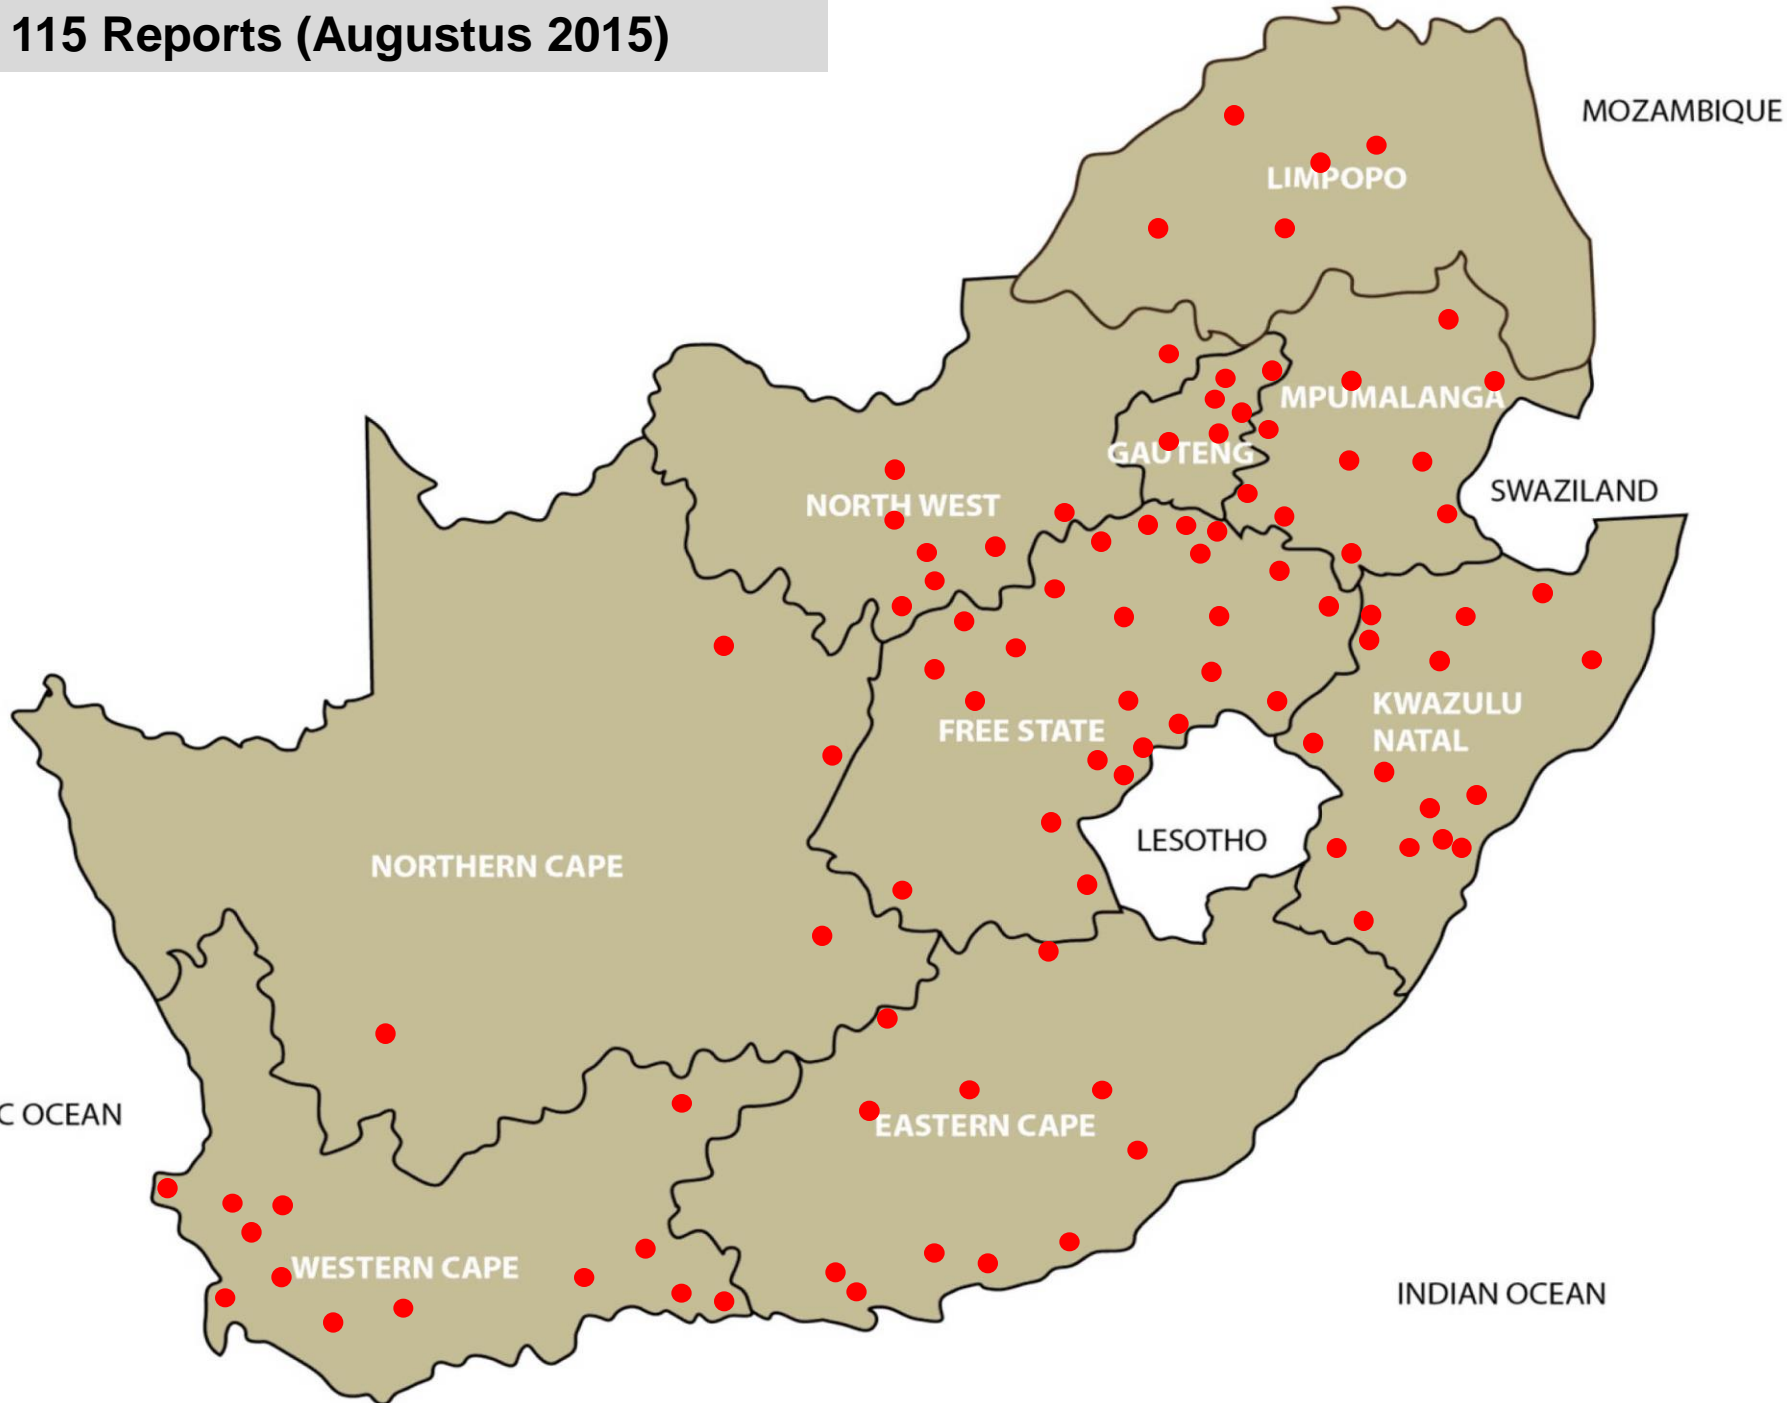 115 Reports (Augustus 2015)
MOZAMBIQUE
LIMPOPO
MPUMALANGA
GAUTENG
SWAZILAND
NORTH WEST
KWAZULU
NATAL
FREE STATE
LESOTHO
NORTHERN CAPE
C OCEAN
EASTERN CAPE
WESTERN CAPE
INDIAN OCEAN